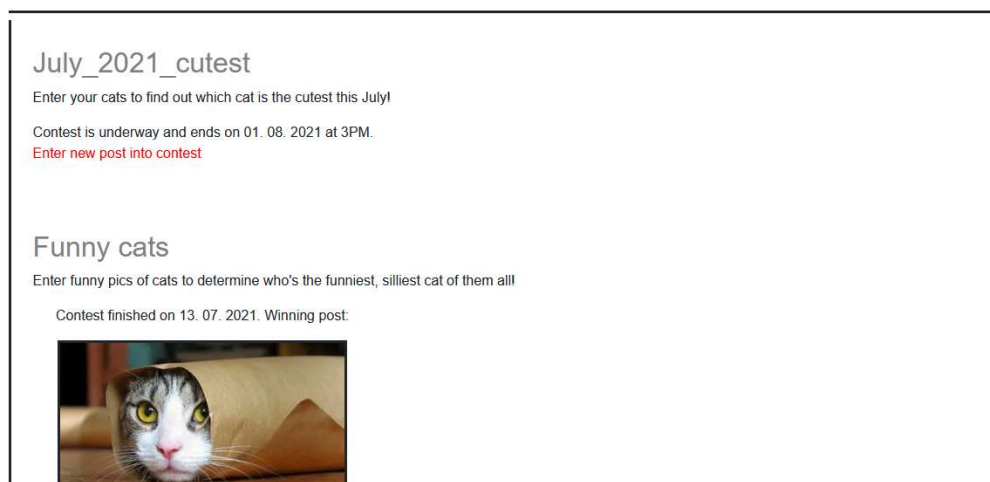 July_2021_cutest
Enter your cats to find out which cat is the cutest this July!
Contest is underway and ends on 01. 08. 2021 at 3PM.
Enter new post into contest
Funny cats
Enter funny pics of cats to determine who's the funniest, silliest cat of them all!
Contest finished on 13. 07. 2021. Winning post: